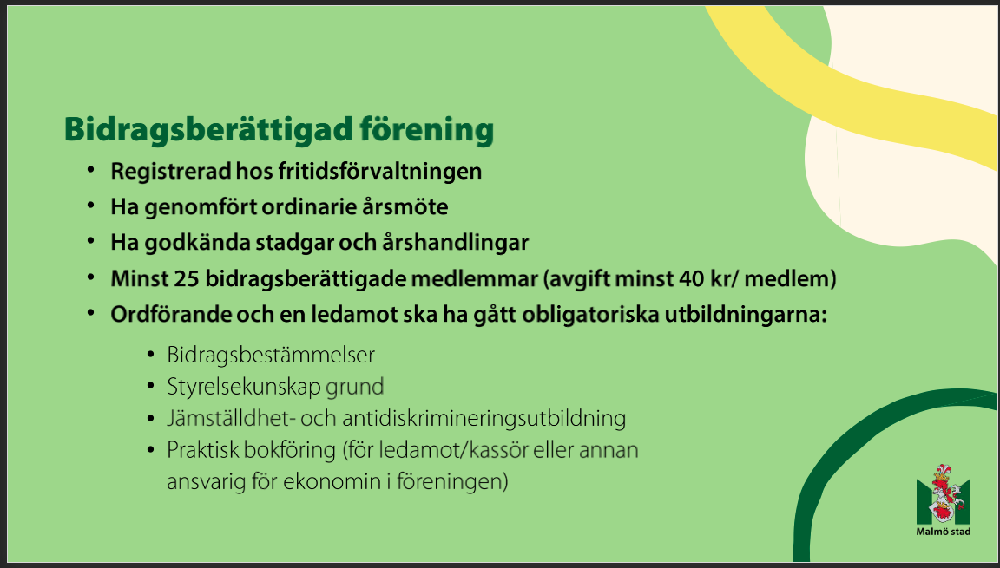 Bidragsberättigad förening
• Registrerad hos fritidsförvaltningen
• Ha genomfört ordinarie årsmöte
• Ha godkända stadgar och årshandlingar
• Minst 25 bidragsberättigade medlemmar (avgift minst 40 kr/ medlem)
• Ordförande och en ledamot ska ha gått obligatoriska utbildningarna:
• Bidragsbestämmelser
• Styrelsekunskap grund
• Jämställdhet- och antidiskrimineringsutbildning
• Praktisk bokföring (för ledamot/kassör eller annan
ansvarig för ekonomin i föreningen)
Malmö stad